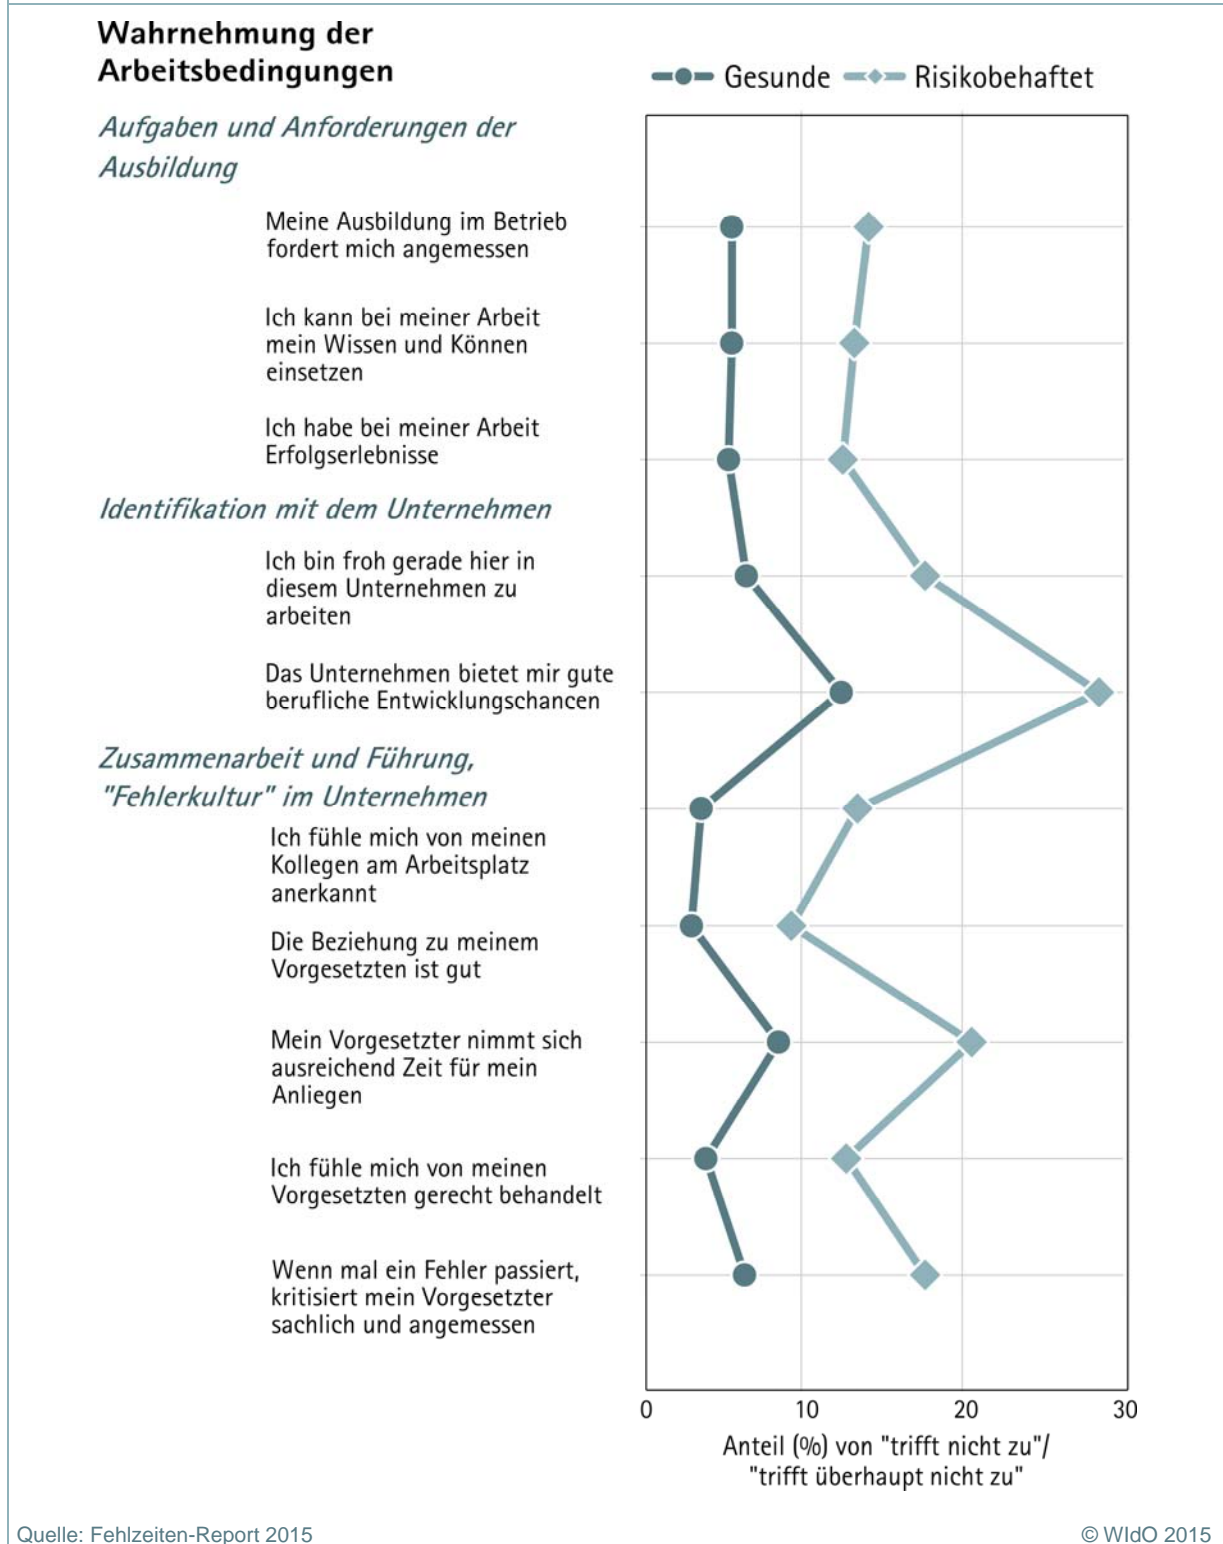 Wahrnehmung der
Arbeitsbedingungen
Gesunde Risikobehaftet
Aufgaben und Anforderungen der
Ausbildung
Meine Ausbildung im Betrieb
fordert mich angemessen
Ich kann bei meiner Arbeit
mein Wissen und Können
einsetzen
Ich habe bei meiner Arbeit
Erfolgserlebnisse
Identifikation mit dem Unternehmen
Ich bin froh gerade hier in
diesem Unternehmen zu
arbeiten
Das Unternehmen bietet mir gute
berufliche Entwicklungschancen
Zusammenarbeit und Führung,
"Fehlerkultur" im Unternehmen
Ich fühle mich von meinen
Kollegen am Arbeitsplatz
anerkannt
Die Beziehung zu meinem
Vorgesetzten ist gut
Mein Vorgesetzter nimmt sich
ausreichend Zeit für mein
Anliegen
Ich fühle mich von meinen
Vorgesetzten gerecht behandelt
Wenn mal ein Fehler passiert,
kritisiert mein Vorgesetzter
sachlich und angemessen
0 10 20 30
Anteil (%) von "trifft nicht zu"/
"trifft überhaupt nicht zu"
Quelle: Fehlzeiten-Report 2015 © WIdO 2015